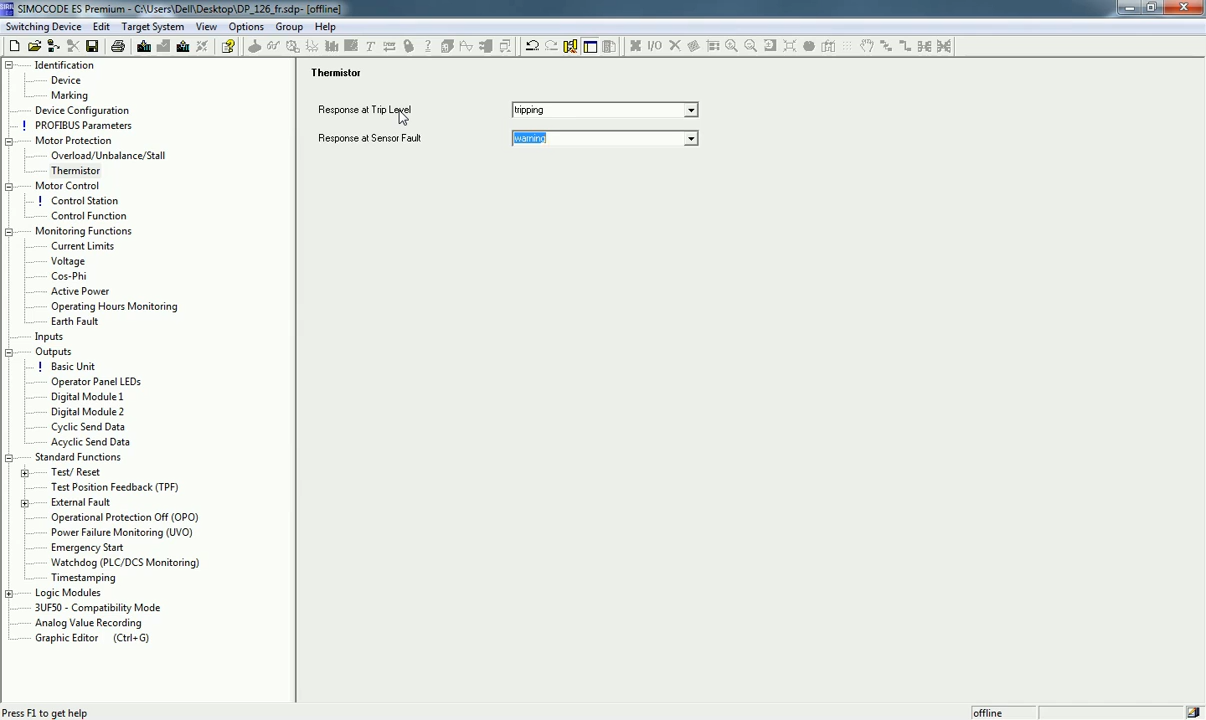 SIMOCODE ES Premium - C:\Users\Dell\Desktop\DP_126_fr.sdp- [offline]
Switching Device Edit Target System View Options Group Help
Identification
Device
Marking
Device Configuration
! PROFIBUS Parameters
Motor Protection
Overload/Unbalance/Stall
Thermistor
Motor Control
! Control Station
Control Function
Monitoring Functions
Current Limits
Voltage
Cos-Phi
Active Power
Operating Hours Monitoring
Earth Fault
Inputs
Outputs
! Basic Unit
Operator Panel LEDs
Digital Module 1
Digital Module 2
Cyclic Send Data
Acyclic Send Data
Standard Functions
Test/ Reset
Test Position Feedback (TPF)
External Fault
Operational Protection Off (OPO)
Power Failure Monitoring (UVO)
Emergency Start
Watchdog (PLC/DCS Monitoring)
Timestamping
Logic Modules
3UF50 - Compatibility Mode
Analog Value Recording
Graphic Editor (Ctrl+G)
Thermistor
Response at Trip Level tripping
Response at Sensor Fault warning
Press F1 to get help offline